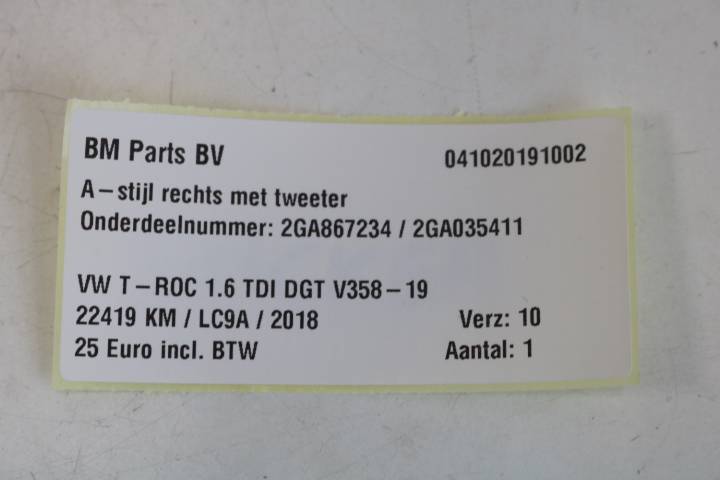 BM Parts BV 041020191002
A-stijl rechts met tweeter
Onderdeelnummer: 2GA867234 / 2GA035411
VW T-ROC 1.6 TDI DGT V358-19
22419 KM / LC9A / 2018 Verz: 10
25 Euro incl. BTW Aantal: 1